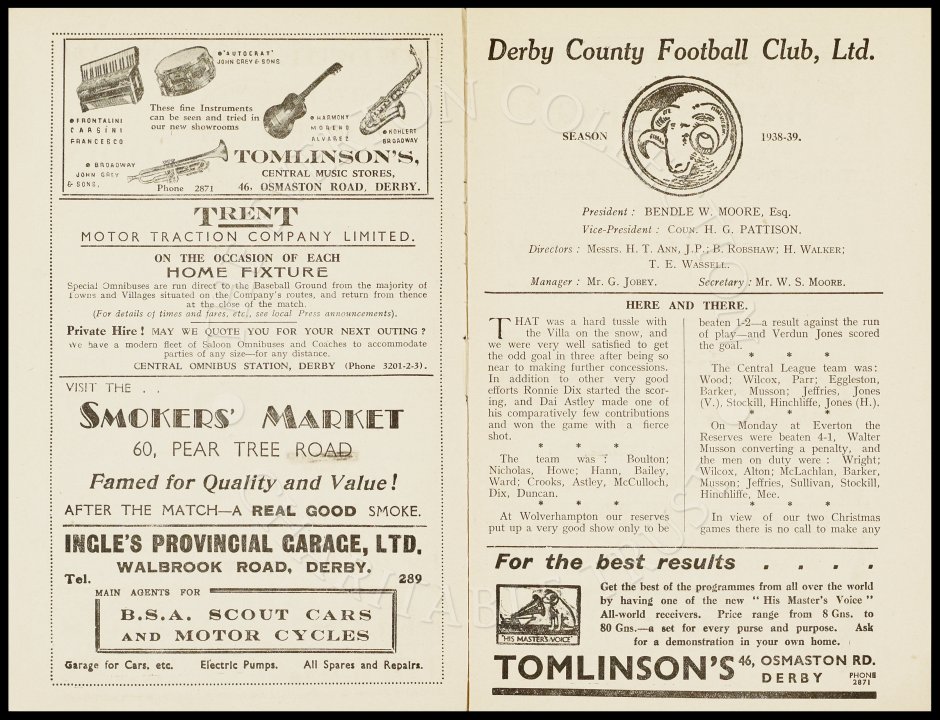 ● "AUTOCRAT"
JOHN GREY & SONS
These fine Instruments
can be seen and tried in
our new showrooms
● FRONTALINI
CARSINI
FRANCESCO
● HARMONY
MORENO
ALVAREZ
● KOHLERT
BROADWAY
● BROADWAY
JOHN GREY
& SONS,
TOMLINSON'S,
CENTRAL MUSIC STORES,
Phone 2871
46, OSMASTON ROAD, DERBY.
TRENT
MOTOR TRACTION COMPANY LIMITED.
ON THE OCCASION OF EACH
HOME FIXTURE
Special Omnibuses are run direct to the Baseball Ground from the majority of
Towns and Villages situated on the Company's routes, and return from thence
at the close of the match.
(For details of times and fares, etc., see local Press announcements).
Private Hire! MAY WE QUOTE YOU FOR YOUR NEXT OUTING?
We have a modern fleet of Saloon Omnibuses and Coaches to accommodate
parties of any size—for any distance.
CENTRAL OMNIBUS STATION, DERBY (Phone 3201-2-3).
VISIT THE . .
SMOKERS' MARKET
60, PEAR TREE ROAD
Famed for Quality and Value!
AFTER THE MATCH—A REAL GOOD SMOKE.
INGLE'S PROVINCIAL GARAGE, LTD.
WALBROOK ROAD, DERBY.
Tel. 289
MAIN AGENTS FOR
B.S.A. SCOUT CARS
AND MOTOR CYCLES
Garage for Cars, etc. Electric Pumps. All Spares and Repairs.
Derby County Football Club, Ltd.
SEASON 1938-39.
President: BENDLE W. MOORE, Esq.
Vice-President: COUN. H. G. PATTISON.
Directors: MESSRS. H. T. ANN, J.P.; B. ROBSHAW; H. WALKER;
T. E. WASSELL.
Manager: MR. G. JOBEY. Secretary: MR. W. S. MOORE.
HERE AND THERE.
THAT was a hard tussle with
the Villa on the snow, and
we were very well satisfied to get
the odd goal in three after being so
near to making further concessions.
In addition to other very good
efforts Ronnie Dix started the scor-
ing, and Dai Astley made one of
his comparatively few contributions
and won the game with a fierce
shot.
* * *
The team was: Boulton;
Nicholas, Howe; Hann, Bailey,
Ward; Crooks, Astley, McCulloch,
Dix, Duncan.
* * *
At Wolverhampton our reserves
put up a very good show only to be
beaten 1-2—a result against the run
of play—and Verdun Jones scored
the goal.
* * *
The Central League team was:
Wood; Wilcox, Parr; Eggleston,
Barker, Musson; Jeffries, Jones
(V.), Stockill, Hinchliffe, Jones (H.).
* * *
On Monday at Everton the
Reserves were beaten 4-1, Walter
Musson converting a penalty, and
the men on duty were: Wright;
Wilcox, Alton; McLachlan, Barker,
Musson; Jeffries, Sullivan, Stockill,
Hinchliffe, Mee.
* * *
In view of our two Christmas
games there is no call to make any
For the best results . . . .
"HIS MASTER'S VOICE"
Get the best of the programmes from all over the world
by having one of the new "His Master's Voice"
All-world receivers. Price range from 8 Gns. to
80 Gns.—a set for every purse and purpose. Ask
for a demonstration in your own home.
TOMLINSON'S 46, OSMASTON RD.
DERBY PHONE 2871